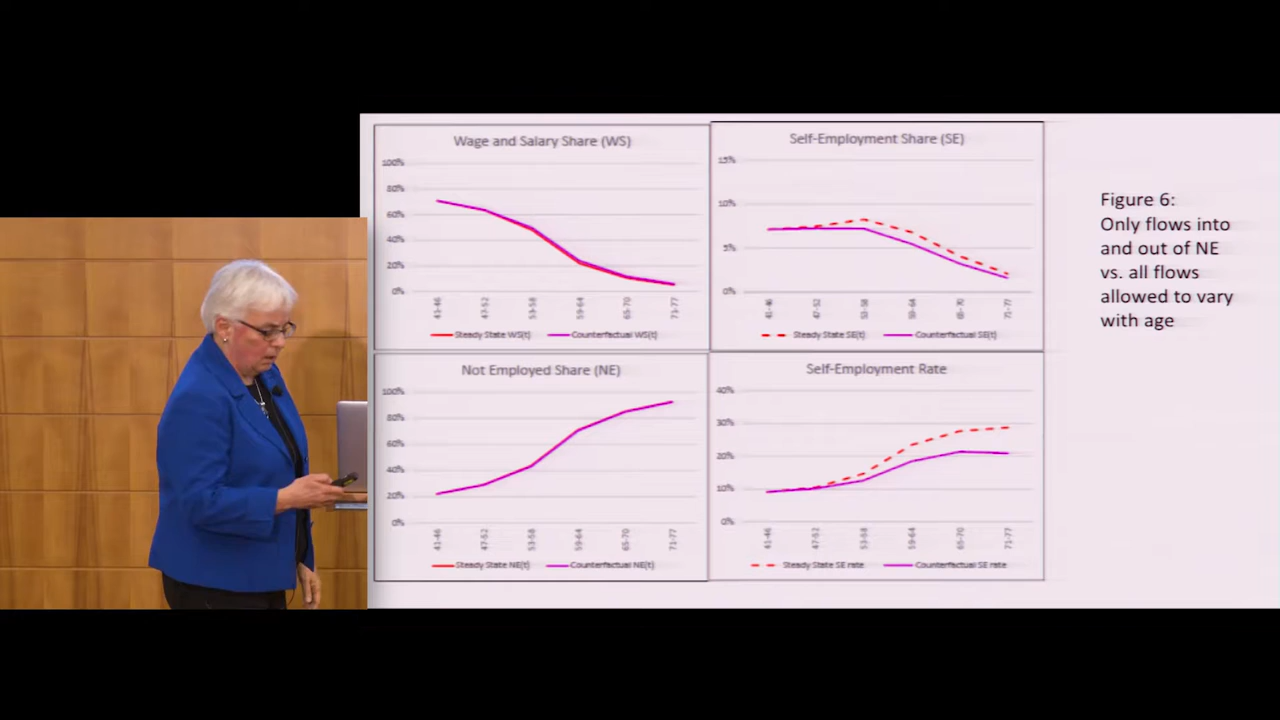 Wage and Salary Share (WS)
100%
80%
60%
40%
20%
0%
41-46
47-52
53-58
59-64
65-70
71-77
Steady State WS(t)
Counterfactual WS(t)
Self-Employment Share (SE)
15%
10%
5%
0%
41-46
47-52
53-58
59-64
65-70
71-77
Steady State SE(t)
Counterfactual SE(t)
Not Employed Share (NE)
100%
80%
60%
40%
20%
0%
41-46
47-52
53-58
59-64
65-70
71-77
Steady State NE(t)
Counterfactual NE(t)
Self-Employment Rate
40%
30%
20%
10%
0%
41-46
47-52
53-58
59-64
65-70
71-77
Steady State SE rate
Counterfactual SE rate
Figure 6:
Only flows into
and out of NE
vs. all flows
allowed to vary
with age